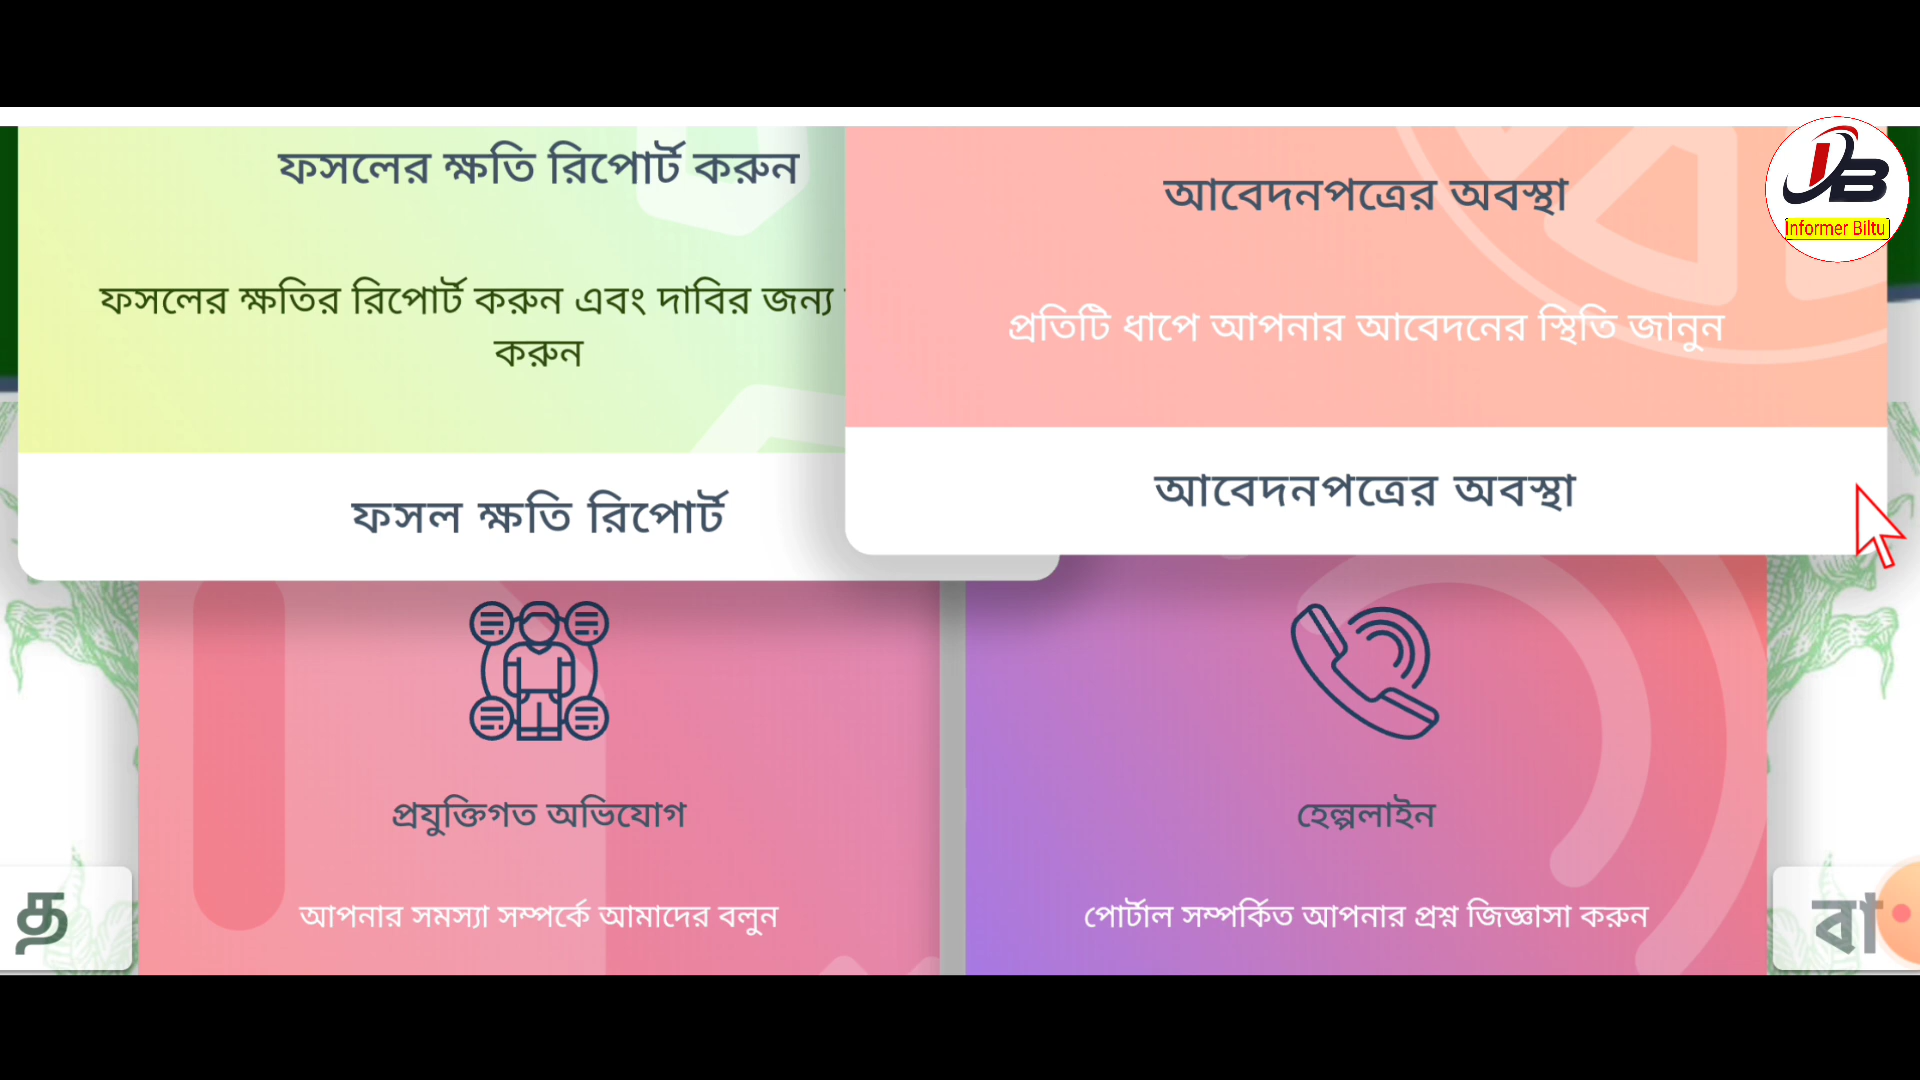 ফসলের ক্ষতি রিপোর্ট করুন
ফসলের ক্ষতির রিপোর্ট করুন এবং দাবির জন্য
করুন
ফসল ক্ষতি রিপোর্ট
আবেদনপত্রের অবস্থা
প্রতিটি ধাপে আপনার আবেদনের স্থিতি জানুন
আবেদনপত্রের অবস্থা
IB
Informer Biltu
প্রযুক্তিগত অভিযোগ
আপনার সমস্যা সম্পর্কে আমাদের বলুন
হেল্পলাইন
পোর্টাল সম্পর্কিত আপনার প্রশ্ন জিজ্ঞাসা করুন
த
বা